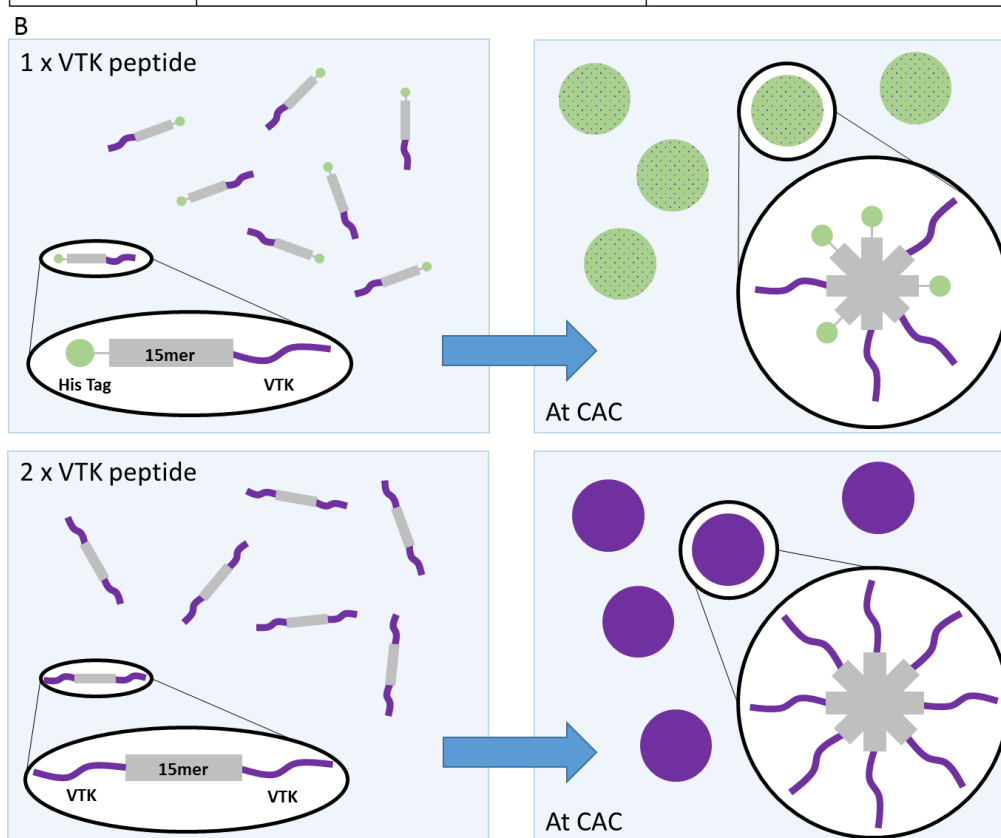 B
1 x VTK peptide
15mer
His Tag
VTK
At CAC
2 x VTK peptide
15mer
VTK
VTK
At CAC